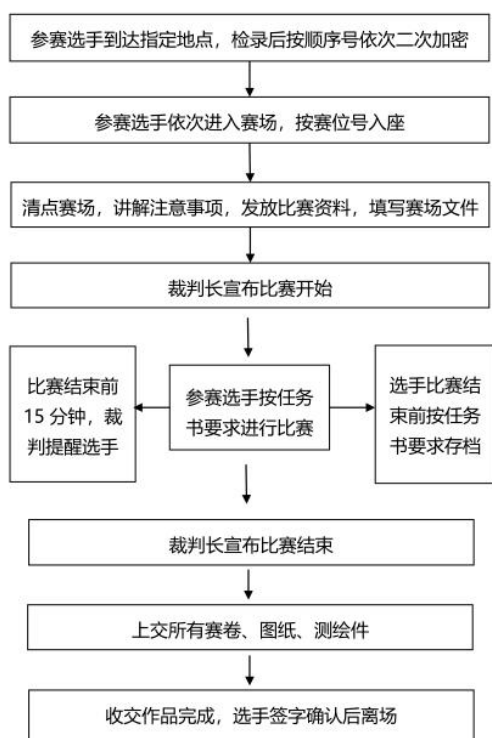 参赛选手到达指定地点，检录后按顺序号依次二次加密
参赛选手依次进入赛场，按赛位号入座
清点赛场，讲解注意事项，发放比赛资料，填写赛场文件
裁判长宣布比赛开始
比赛结束前
15 分钟，裁
判提醒选手
参赛选手按任务
书要求进行比赛
选手比赛结
束前按任务
书要求存档
裁判长宣布比赛结束
上交所有赛卷、图纸、测绘件
收交作品完成，选手签字确认后离场